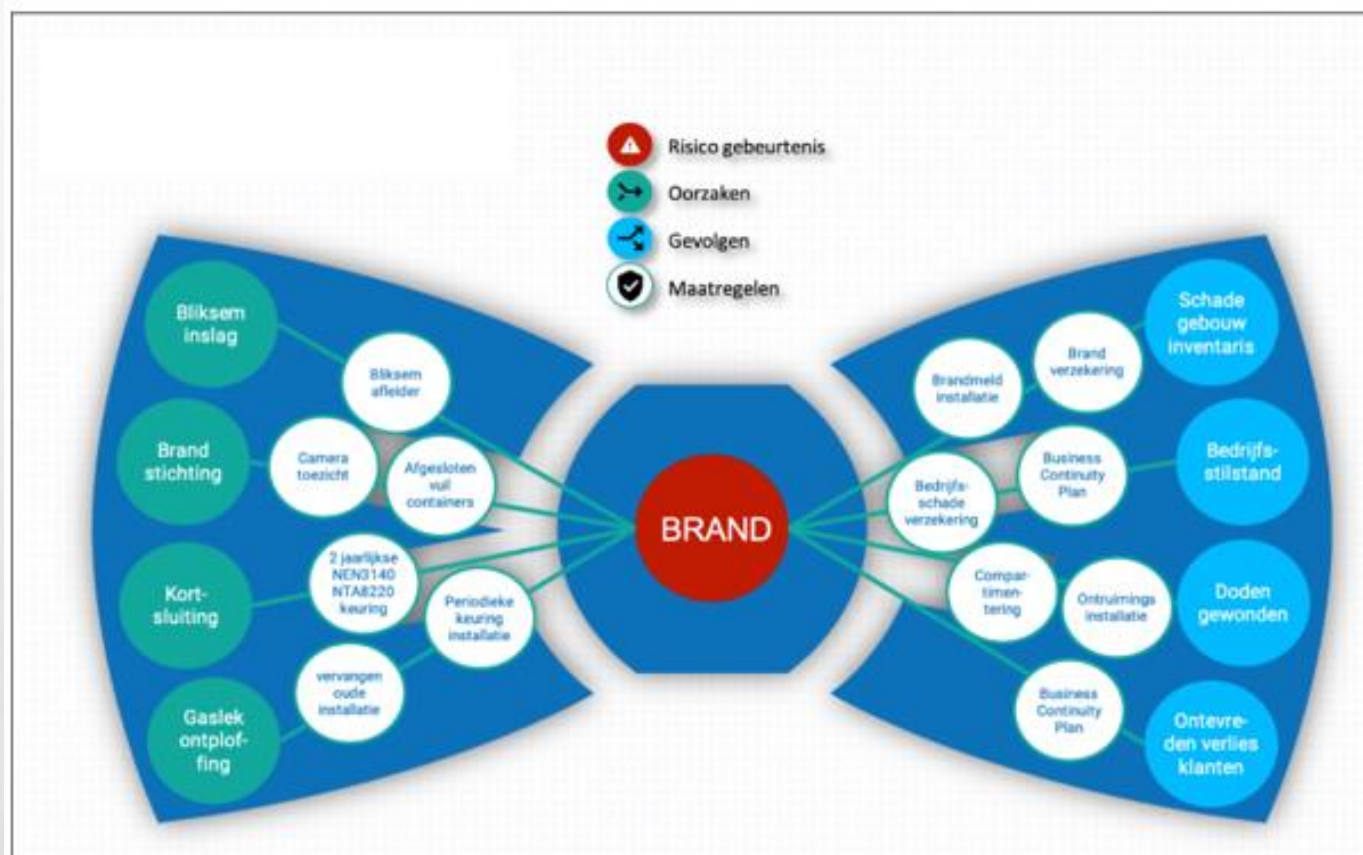 Risico gebeurtenis
Oorzaken
Gevolgen
Maatregelen
Bliksem
inslag
Bliksem
afleider
Brand
stichting
Camera
toezicht
Afgesloten
vuil
containers
Kort-
sluiting
2 jaarlijkse
NEN3140
NTA8220
keuring
Periodieke
keuring
installatie
Gaslek
ontplof-
fing
vervangen
oude
installatie
BRAND
Brandmeld
installatie
Brand
verzekering
Schade
gebouw
inventaris
Bedrijfs-
schade
verzekering
Business
Continuity
Plan
Bedrijfs-
stilstand
Compar-
timen-
tering
Ontruimings
installatie
Doden
gewonden
Business
Continuity
Plan
Ontevre-
den verlies
klanten